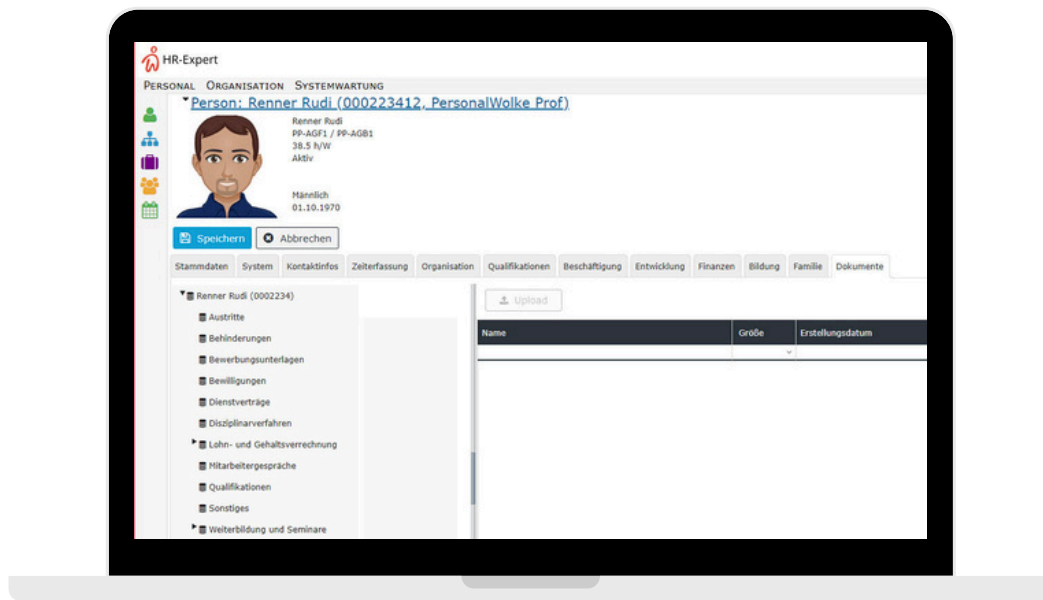 HR-Expert
PERSONAL ORGANISATION SYSTEMWARTUNG
Person: Renner Rudi (000223412, PersonalWolke Prof)
Renner Rudi
PP-AGF1 / PP-AGB1
38.5 h/W
Aktiv
Männlich
01.10.1970
Speichern Abbrechen
Stammdaten System Kontaktinfos Zeiterfassung Organisation Qualifikationen Beschäftigung Entwicklung Finanzen Bildung Familie Dokumente
Renner Rudi (0002234)
Austritte
Behinderungen
Bewerbungsunterlagen
Bewilligungen
Dienstverträge
Disziplinarverfahren
Lohn- und Gehaltsverrechnung
Mitarbeitergespräche
Qualifikationen
Sonstiges
Weiterbildung und Seminare
Upload
Name Größe Erstellungsdatum